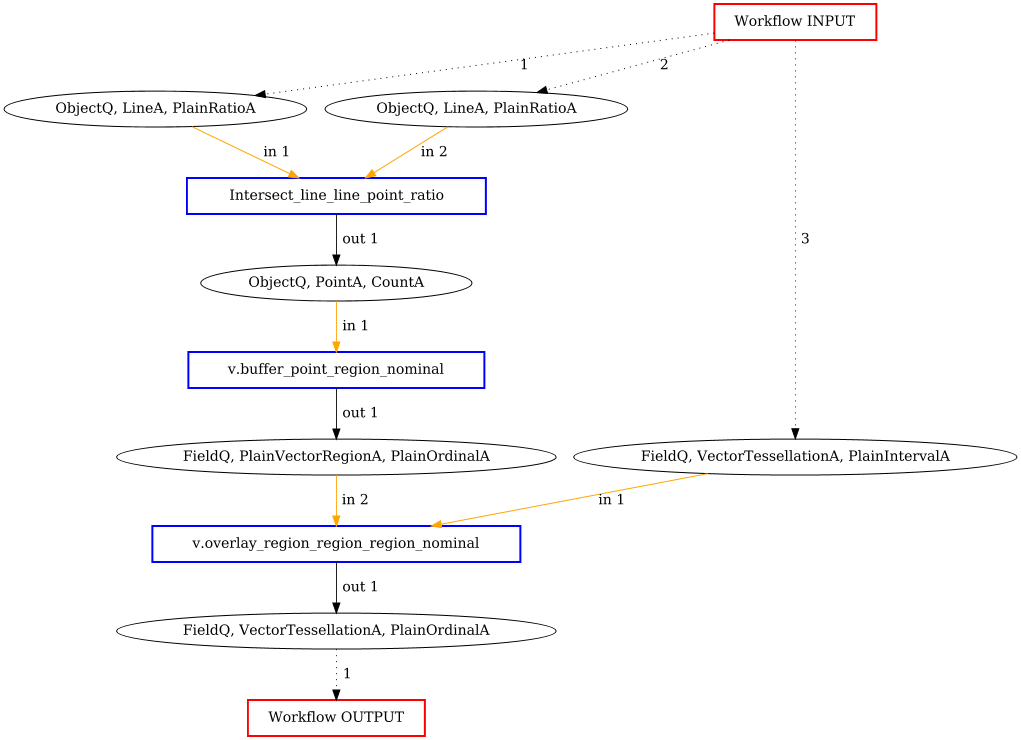 Workflow INPUT
1
2
ObjectQ, LineA, PlainRatioA
ObjectQ, LineA, PlainRatioA
in 1
in 2
Intersect_line_line_point_ratio
out 1
3
ObjectQ, PointA, CountA
in 1
v.buffer_point_region_nominal
out 1
FieldQ, PlainVectorRegionA, PlainOrdinalA
FieldQ, VectorTessellationA, PlainIntervalA
in 2
in 1
v.overlay_region_region_region_nominal
out 1
FieldQ, VectorTessellationA, PlainOrdinalA
1
Workflow OUTPUT